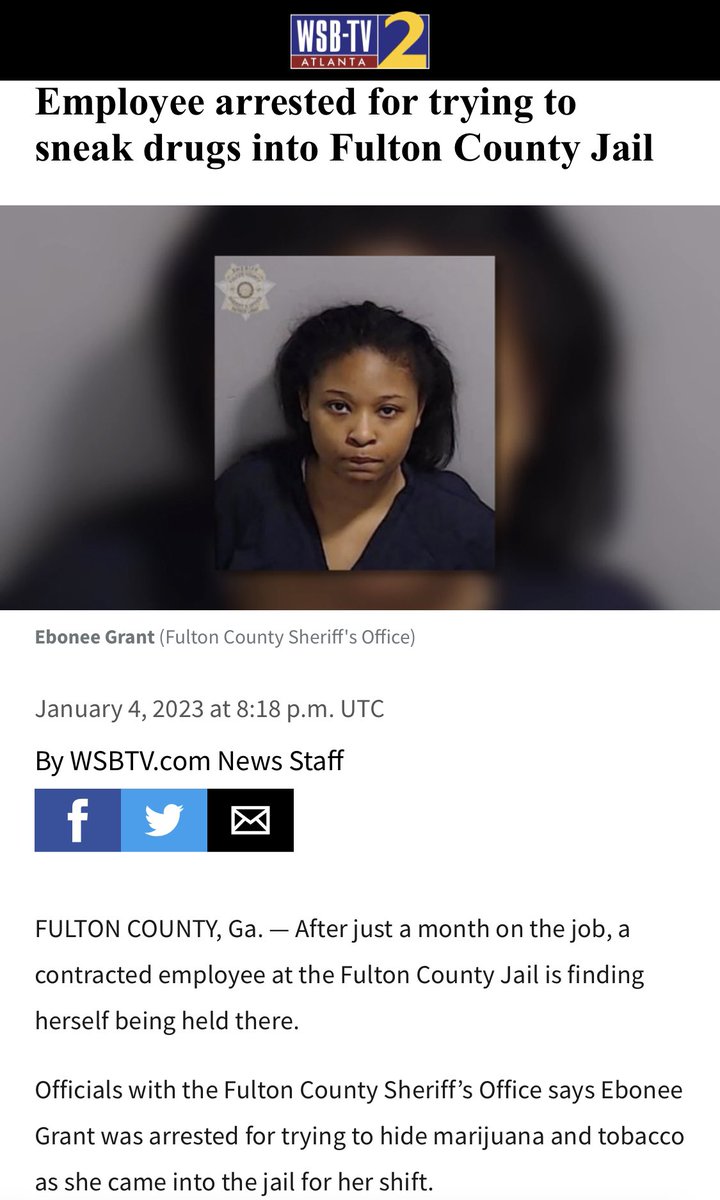 WSB-TV 2
ATLANTA
Employee arrested for trying to
sneak drugs into Fulton County Jail
Ebonee Grant (Fulton County Sheriff's Office)
January 4, 2023 at 8:18 p.m. UTC
By WSBTV.com News Staff
f
FULTON COUNTY, Ga. — After just a month on the job, a
contracted employee at the Fulton County Jail is finding
herself being held there.
Officials with the Fulton County Sheriff’s Office says Ebonee
Grant was arrested for trying to hide marijuana and tobacco
as she came into the jail for her shift.